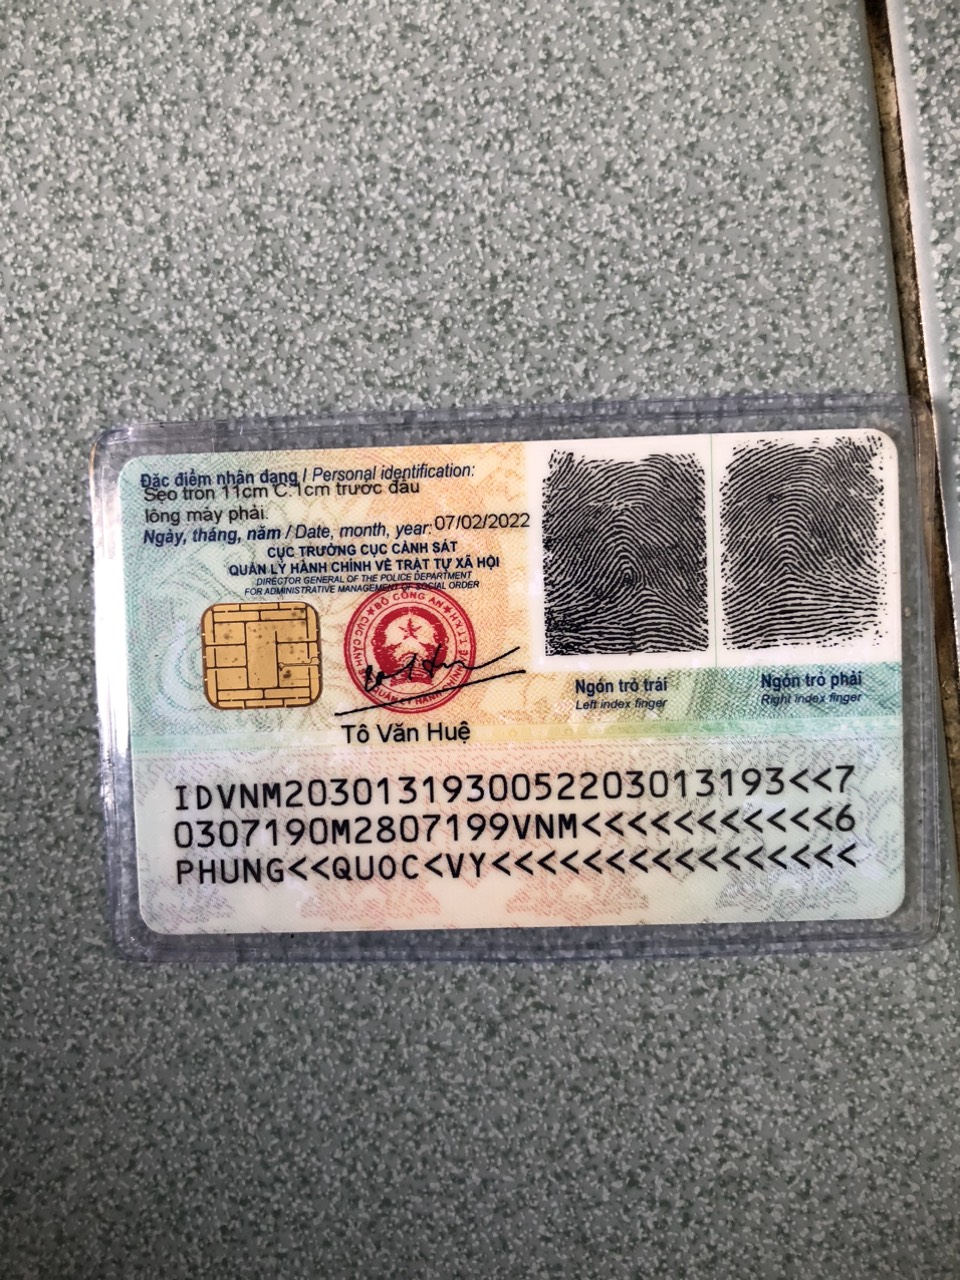 Đặc điểm nhận dạng / Personal identification:
Sẹo tròn 11cm C.1cm trước đầu
lông mày phải.
Ngày, tháng, năm / Date, month, year: 07/02/2022
CỤC TRƯỞNG CỤC CẢNH SÁT
QUẢN LÝ HÀNH CHÍNH VỀ TRẬT TỰ XÃ HỘI
DIRECTOR GENERAL OF THE POLICE DEPARTMENT
FOR ADMINISTRATIVE MANAGEMENT OF SOCIAL ORDER
BỘ CÔNG AN
Tô Văn Huệ
Ngón trỏ trái
Left index finger
Ngón trỏ phải
Right index finger
IDVNM2030131930052203013193<<7
0307190M2807199VNM<<<<<<<<<<<6
PHUNG<<QUOC<VY<<<<<<<<<<<<<<<<